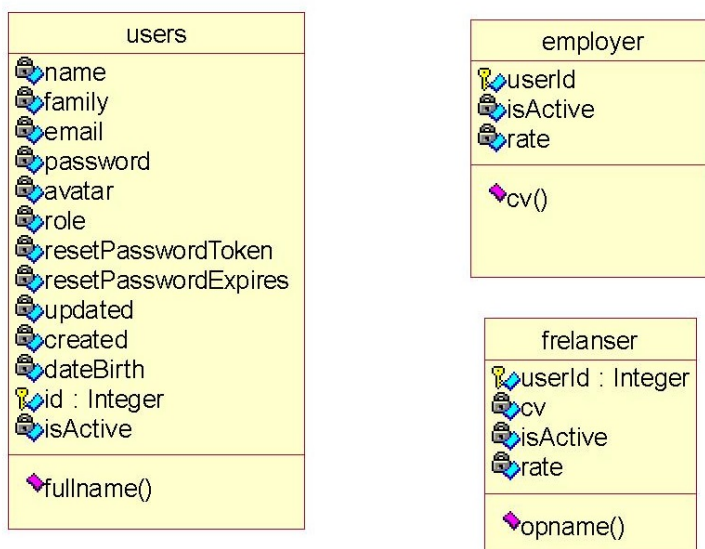 users
name
family
email
password
avatar
role
resetPasswordToken
resetPasswordExpires
updated
created
dateBirth
id : Integer
isActive
fullname()
employer
userId
isActive
rate
cv()
frelanser
userId : Integer
cv
isActive
rate
opname()